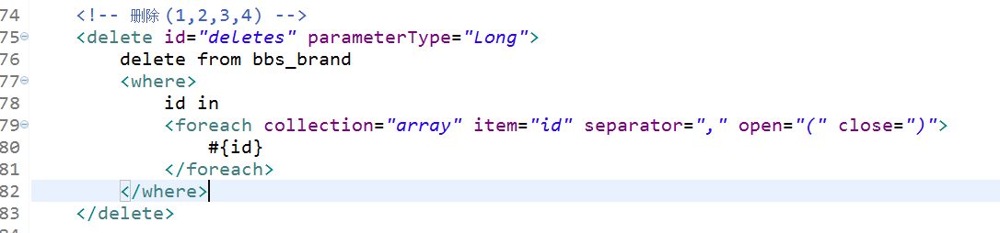 74 <!-- 删除 (1,2,3,4) -->
75 <delete id="deletes" parameterType="Long">
76 delete from bbs_brand
77 <where>
78 id in
79 <foreach collection="array" item="id" separator="," open="(" close=")">
80 #{id}
81 </foreach>
82 </where>
83 </delete>